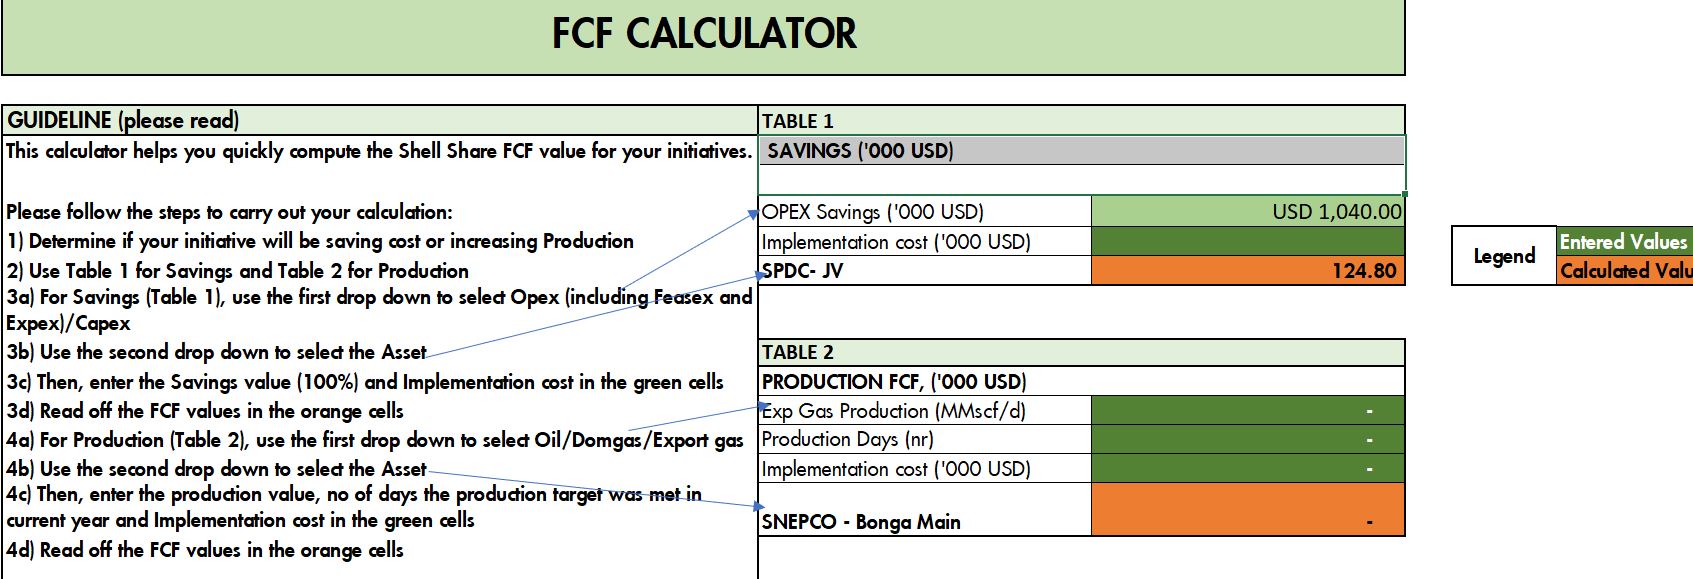 FCF CALCULATOR
GUIDELINE (please read)
This calculator helps you quickly compute the Shell Share FCF value for your initiatives.
Please follow the steps to carry out your calculation:
1) Determine if your initiative will be saving cost or increasing Production
2) Use Table 1 for Savings and Table 2 for Production
3a) For Savings (Table 1), use the first drop down to select Opex (including Feasex and
Expex)/Capex
3b) Use the second drop down to select the Asset
3c) Then, enter the Savings value (100%) and Implementation cost in the green cells
3d) Read off the FCF values in the orange cells
4a) For Production (Table 2), use the first drop down to select Oil/Domgas/Export gas
4b) Use the second drop down to select the Asset
4c) Then, enter the production value, no of days the production target was met in
current year and Implementation cost in the green cells
4d) Read off the FCF values in the orange cells
TABLE 1
SAVINGS ('000 USD)
OPEX Savings ('000 USD) USD 1,040.00
Implementation cost ('000 USD)
SPDC- JV 124.80
TABLE 2
PRODUCTION FCF, ('000 USD)
Exp Gas Production (MMscf/d) -
Production Days (nr) -
Implementation cost ('000 USD) -
SNEPCO - Bonga Main -
Legend
Entered Values
Calculated Valu